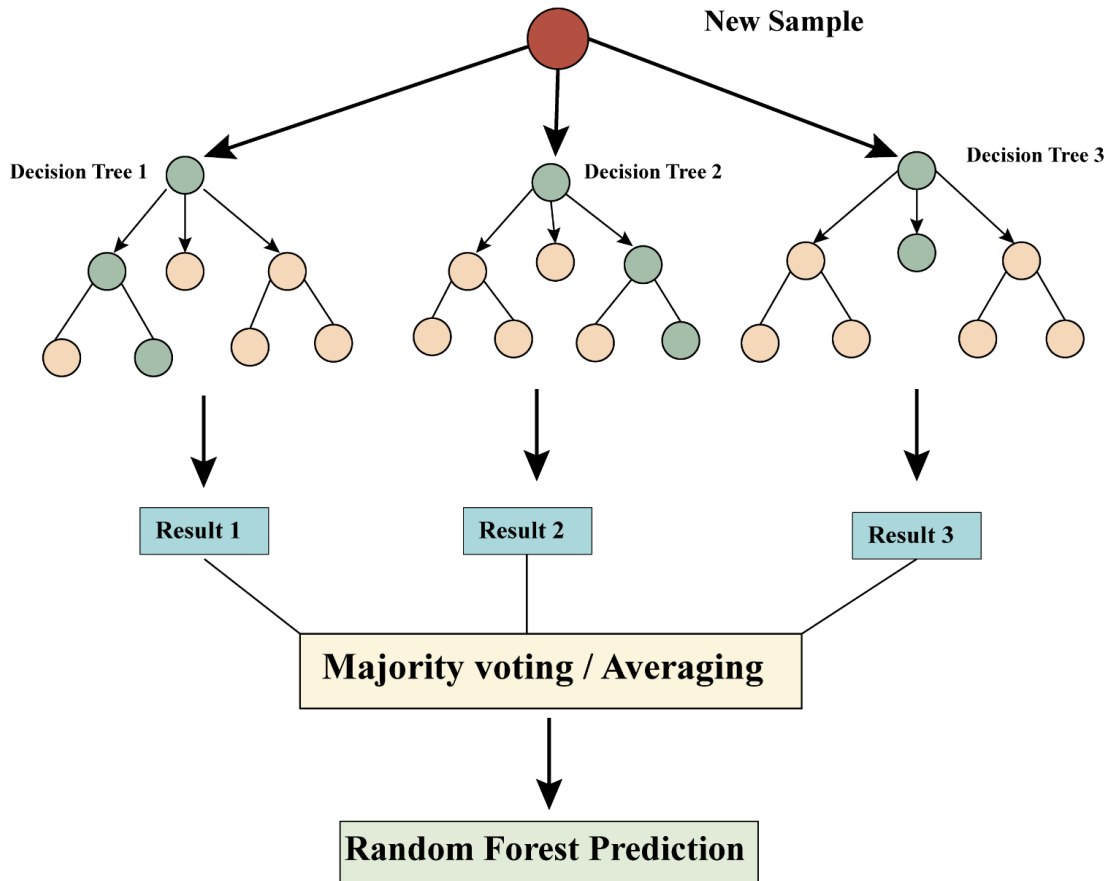 New Sample
Decision Tree 1
Decision Tree 2
Decision Tree 3
Result 1
Result 2
Result 3
Majority voting / Averaging
Random Forest Prediction